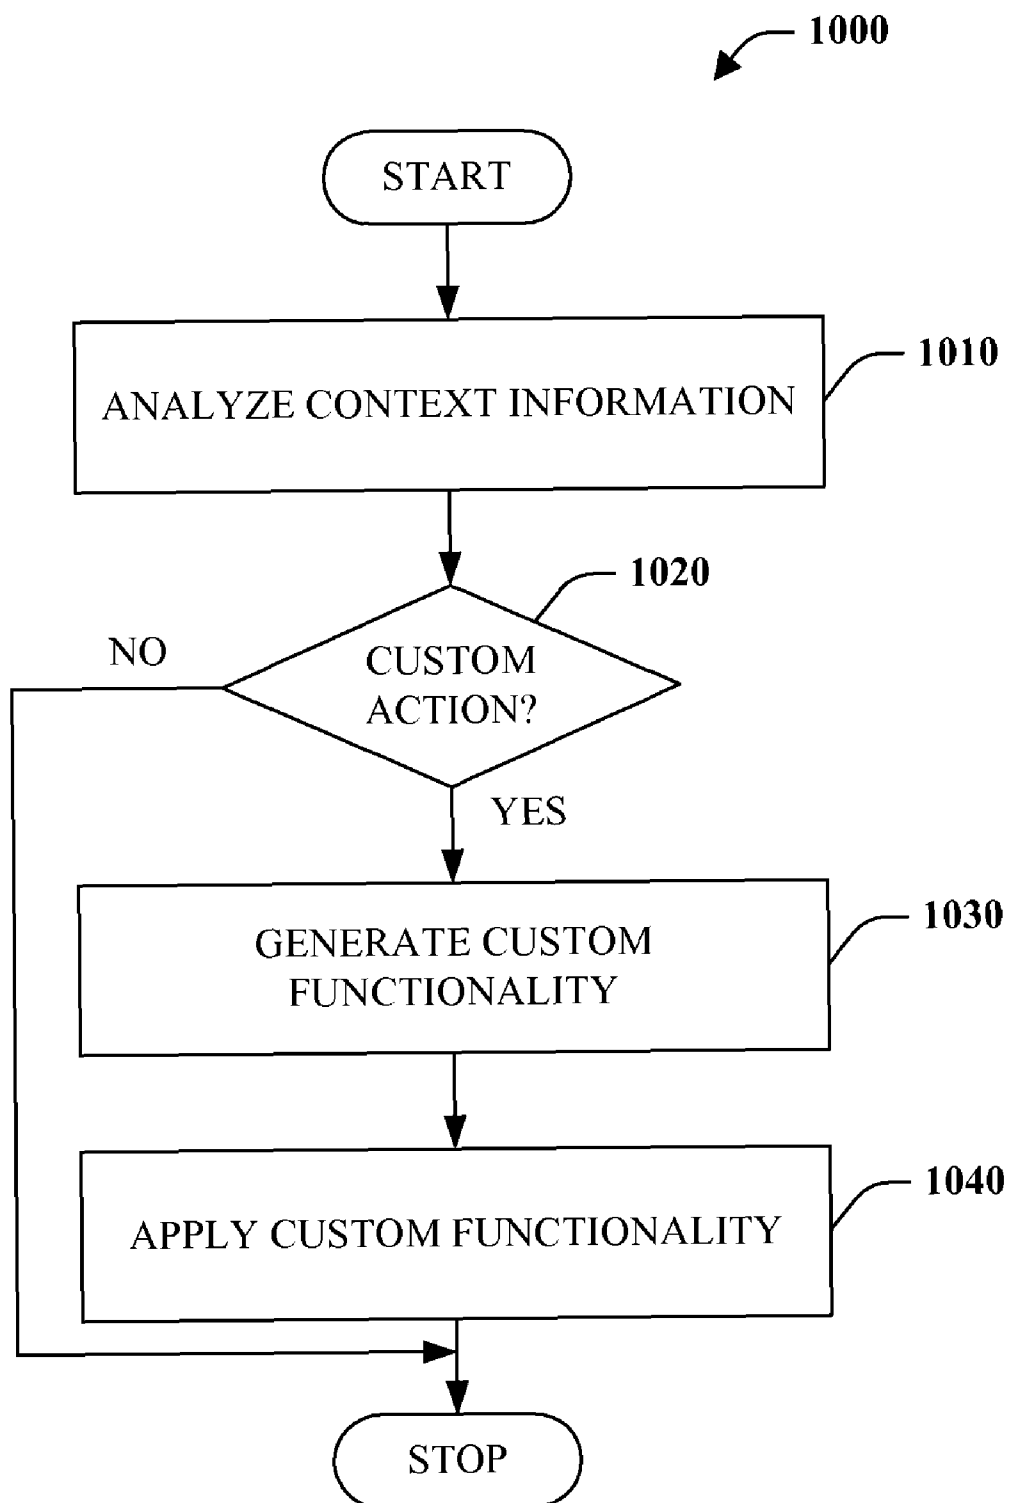 1000
START
ANALYZE CONTEXT INFORMATION
1010
1020
NO
CUSTOM
ACTION?
YES
GENERATE CUSTOM
FUNCTIONALITY
1030
APPLY CUSTOM FUNCTIONALITY
1040
STOP